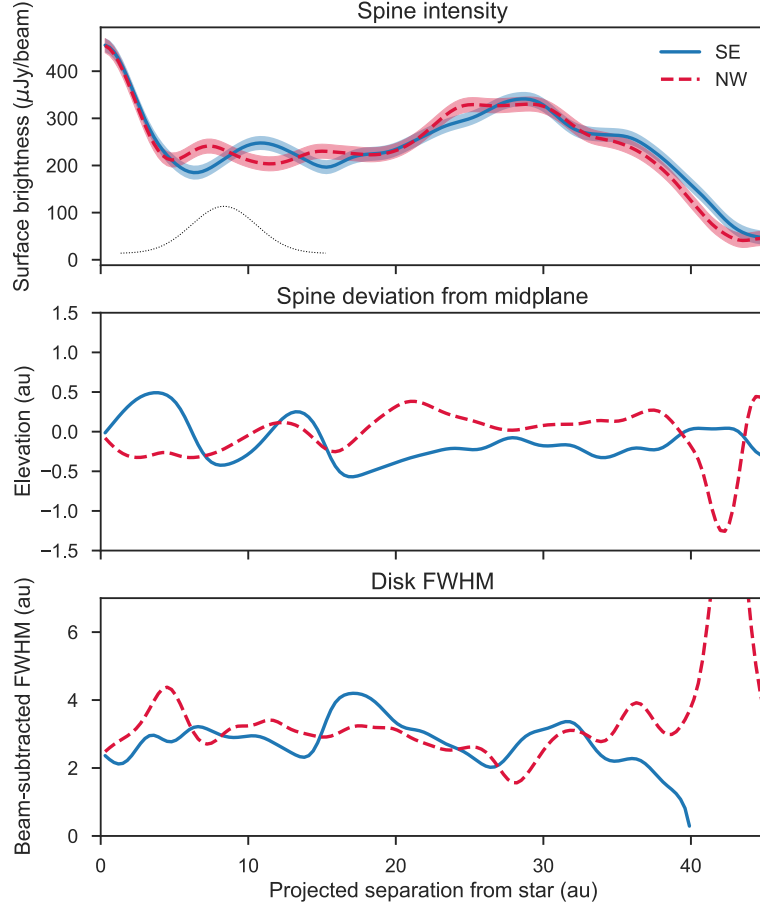 Spine intensity
Surface brightness (μJy/beam)
400
300
200
100
0
SE
NW
Spine deviation from midplane
Elevation (au)
1.5
1.0
0.5
0.0
−0.5
−1.0
−1.5
Disk FWHM
Beam-subtracted FWHM (au)
6
4
2
0
0 10 20 30 40
Projected separation from star (au)